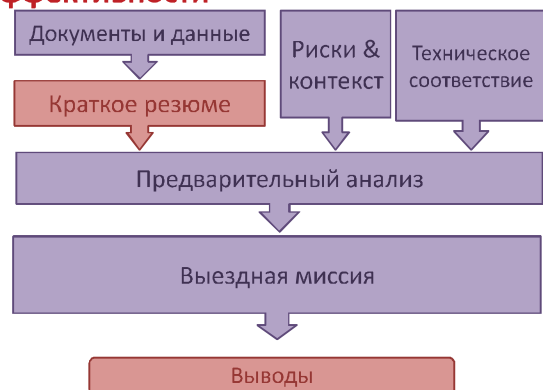 Документы и данные
Риски &
контекст
Техническое
соответствие
Краткое резюме
Предварительный анализ
Выездная миссия
Выводы